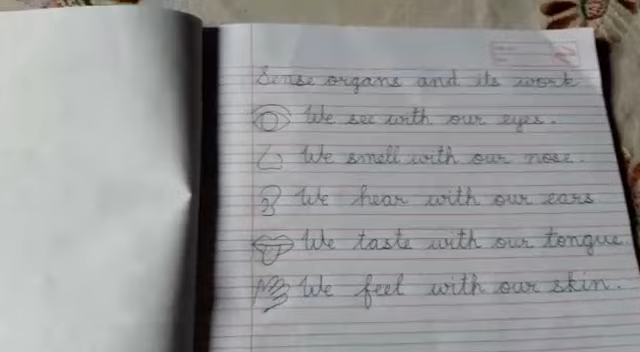 Sense organs and its work
We see with our eyes.
We smell with our nose.
We hear with our ears
We taste with our tongue.
We feel with our skin.